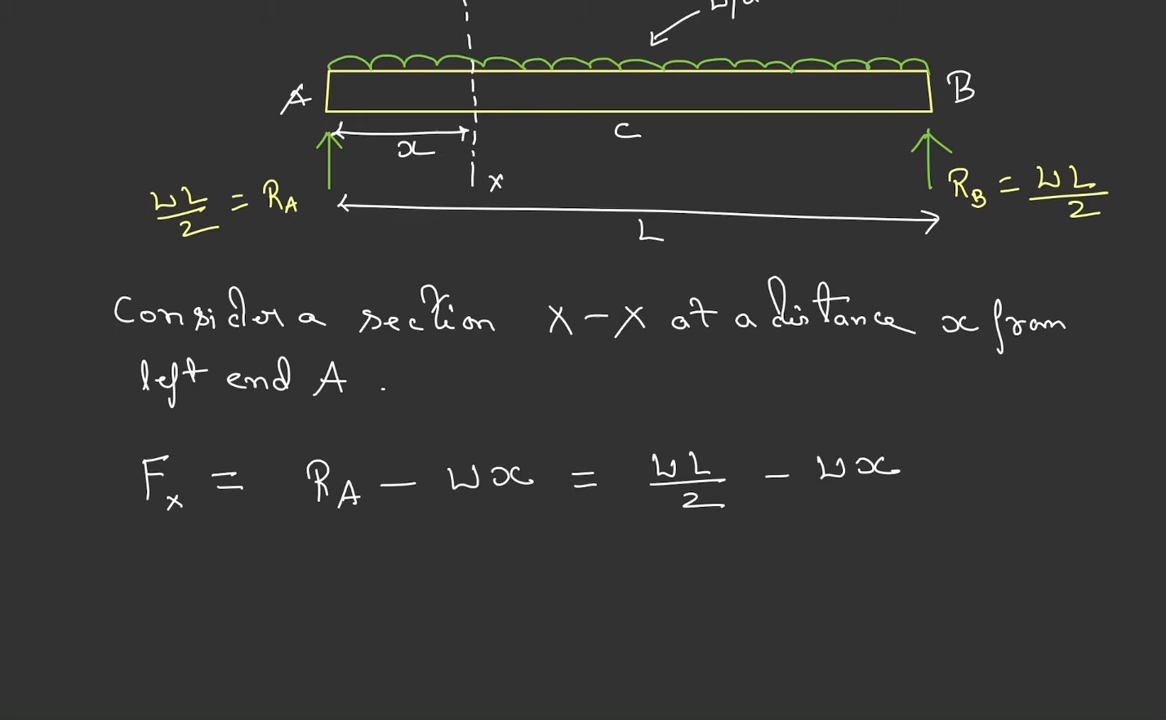 A B
x C
X
wL/2 = RA RB = wL/2
L
Consider a section X-X at a distance x from
left end A.
Fx = RA - wx = wL/2 - wx